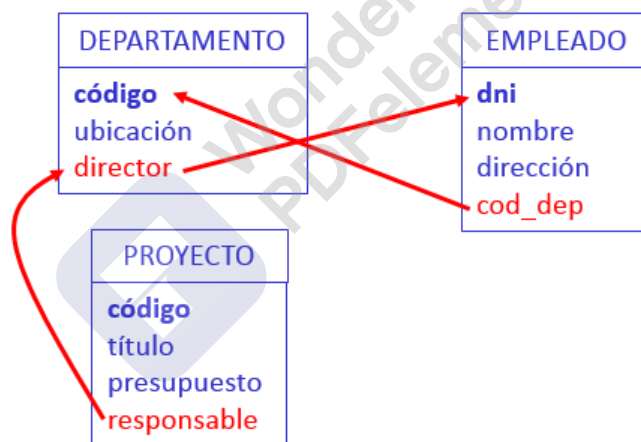 DEPARTAMENTO
código
ubicación
director
EMPLEADO
dni
nombre
dirección
cod_dep
PROYECTO
código
título
presupuesto
responsable